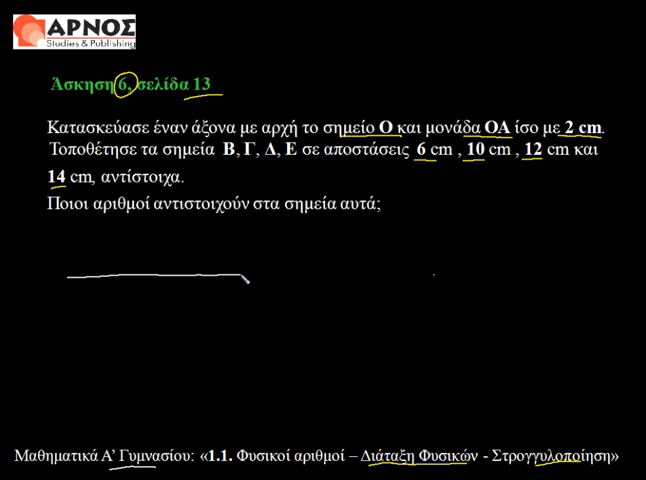 ΑΡΝΟΣ
Studies & Publishing
Άσκηση 6, σελίδα 13
Κατασκεύασε έναν άξονα με αρχή το σημείο Ο και μονάδα ΟΑ ίσο με 2 cm.
Τοποθέτησε τα σημεία Β, Γ, Δ, Ε σε αποστάσεις 6 cm , 10 cm , 12 cm και
14 cm, αντίστοιχα.
Ποιοι αριθμοί αντιστοιχούν στα σημεία αυτά;
Μαθηματικά Α’ Γυμνασίου: «1.1. Φυσικοί αριθμοί – Διάταξη Φυσικών - Στρογγυλοποίηση»